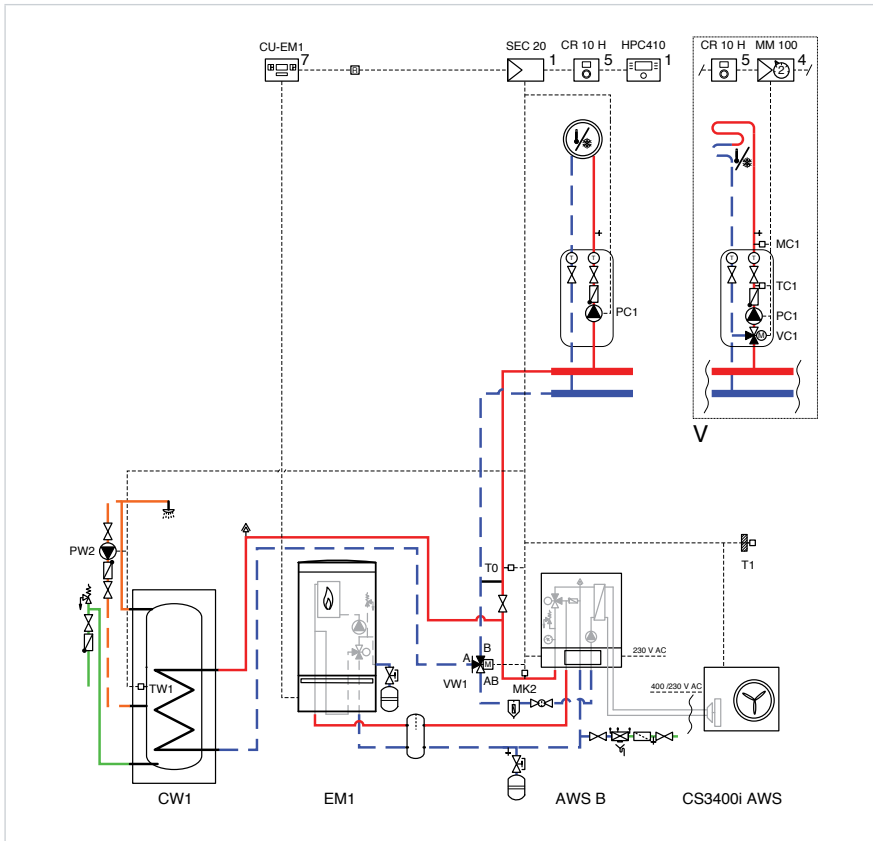 CU-EM1 SEC 20 CR 10 H HPC410 CR 10 H MM 100
7 1 5 1 5 2 4
B
T T T T
MC1
TC1
PC1 PC1
M VC1
V
PW2
T0 T1
B
A M 230 V AC
VW1 AB
TW1 MK2 400 /230 V AC
CW1 EM1 AWS B CS3400i AWS